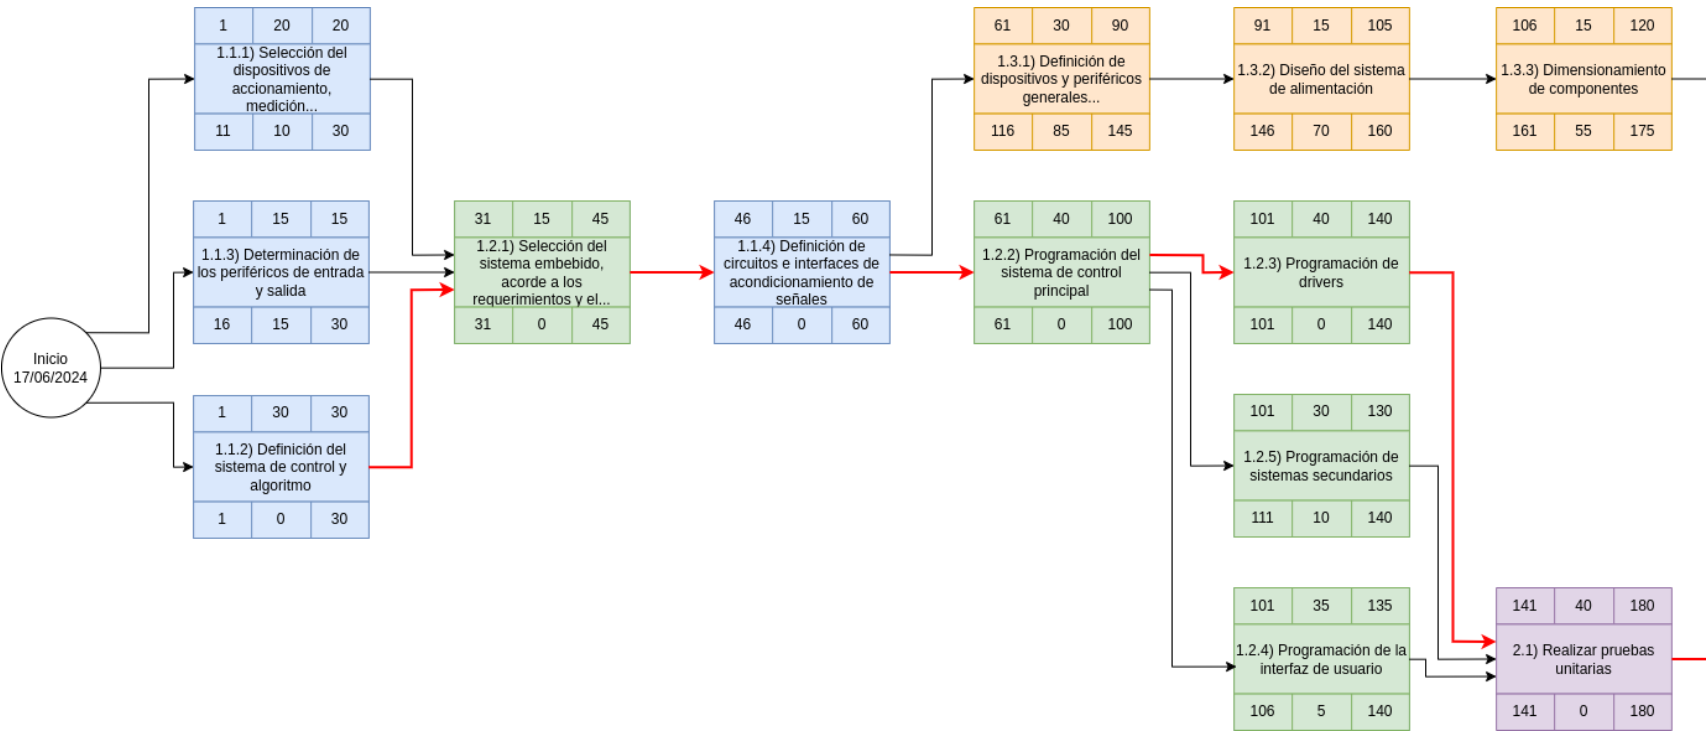 Inicio
17/06/2024
1 20 20
1.1.1) Selección del
dispositivos de
accionamiento,
medición...
11 10 30
1 15 15
1.1.3) Determinación de
los periféricos de entrada
y salida
16 15 30
1 30 30
1.1.2) Definición del
sistema de control y
algoritmo
1 0 30
31 15 45
1.2.1) Selección del
sistema embebido,
acorde a los
requerimientos y el...
31 0 45
46 15 60
1.1.4) Definición de
circuitos e interfaces de
acondicionamiento de
señales
46 0 60
61 30 90
1.3.1) Definición de
dispositivos y periféricos
generales...
116 85 145
91 15 105
1.3.2) Diseño del sistema
de alimentación
146 70 160
106 15 120
1.3.3) Dimensionamiento
de componentes
161 55 175
61 40 100
1.2.2) Programación del
sistema de control
principal
61 0 100
101 40 140
1.2.3) Programación de
drivers
101 0 140
101 30 130
1.2.5) Programación de
sistemas secundarios
111 10 140
101 35 135
1.2.4) Programación de la
interfaz de usuario
106 5 140
141 40 180
2.1) Realizar pruebas
unitarias
141 0 180